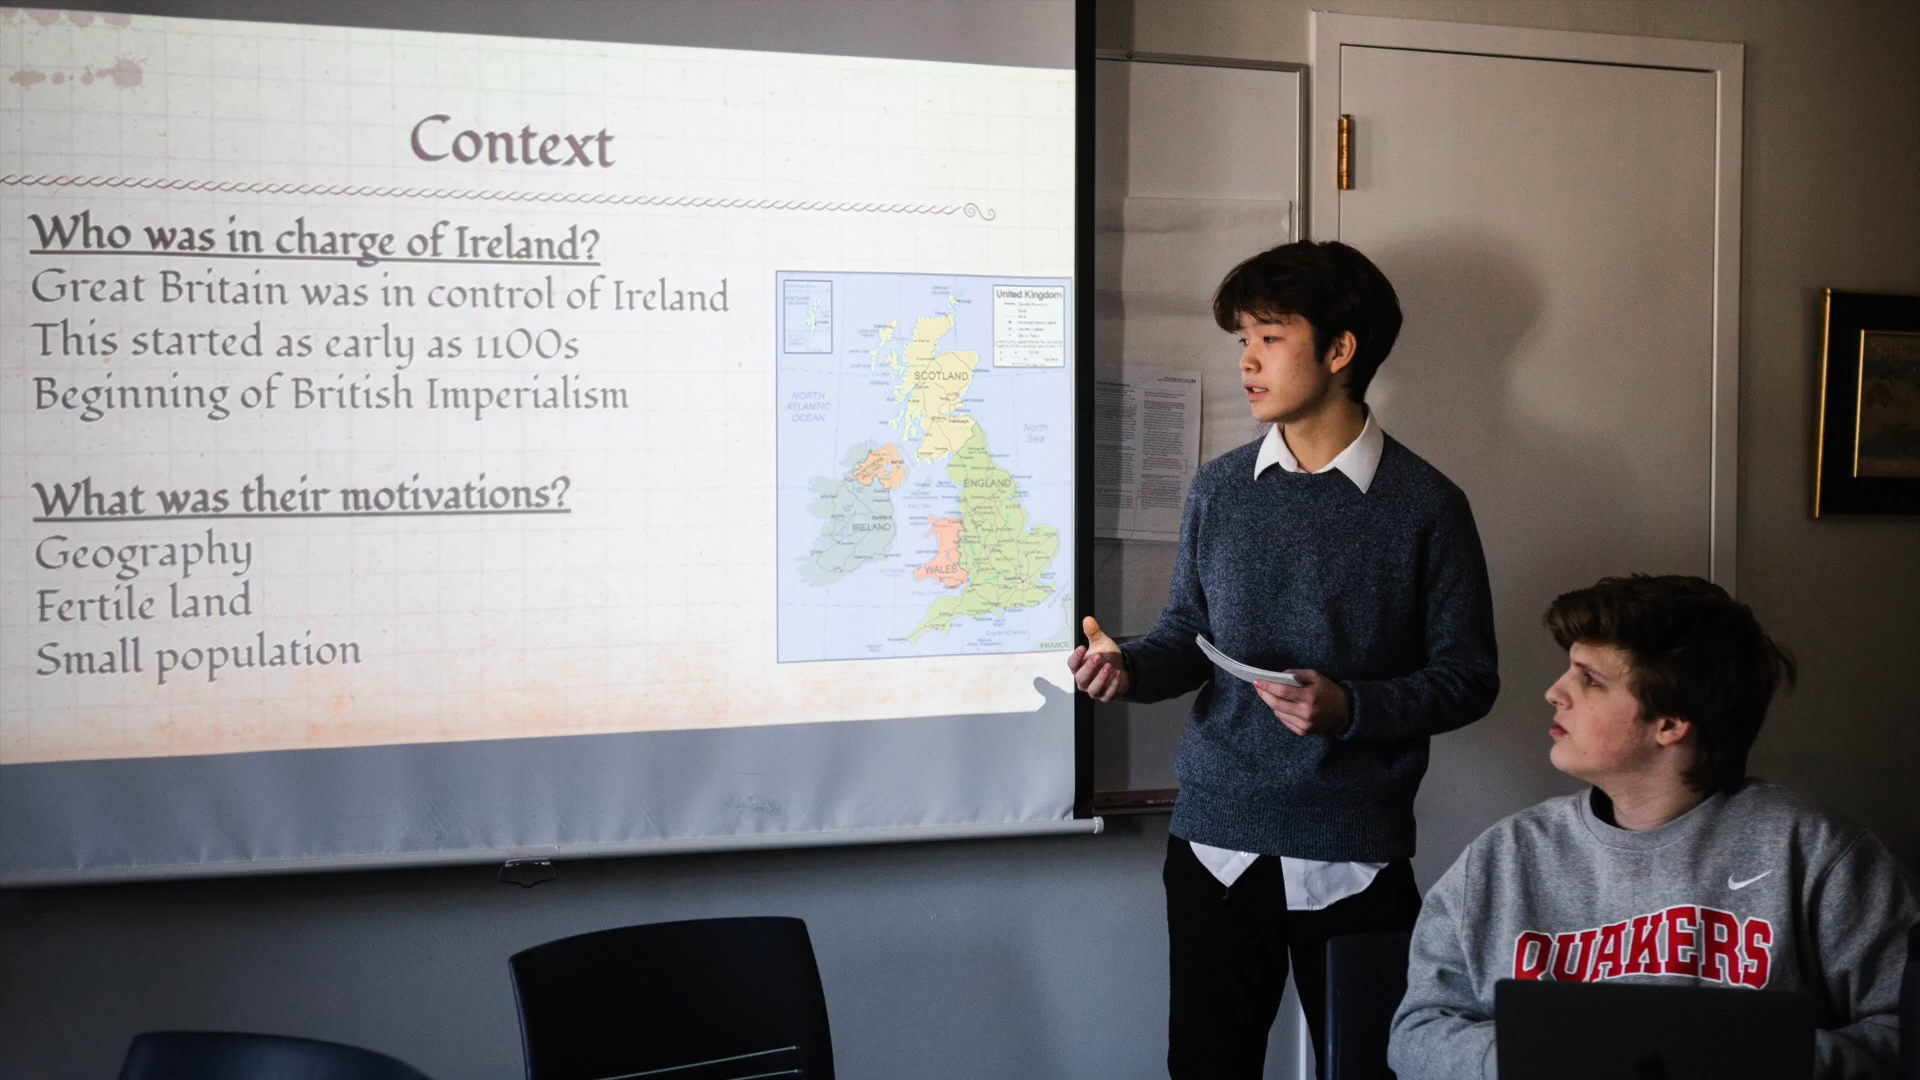 Context
Who was in charge of Ireland?
Great Britain was in control of Ireland
This started as early as 1100s
Beginning of British Imperialism
What was their motivations?
Geography
Fertile land
Small population
United Kingdom
SCOTLAND
NORTH
ATLANTIC
OCEAN
North
Sea
ENGLAND
IRELAND
WALES
English Channel
FRANCE
QUAKERS